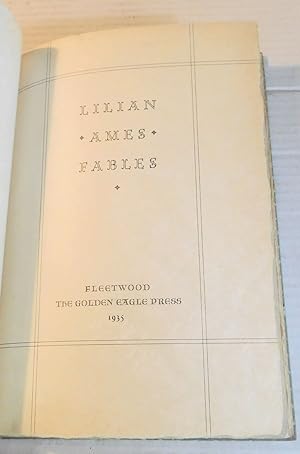 LILIAN
• AMES •
FABLES
FLEETWOOD
THE GOLDEN EAGLE PRESS
1935